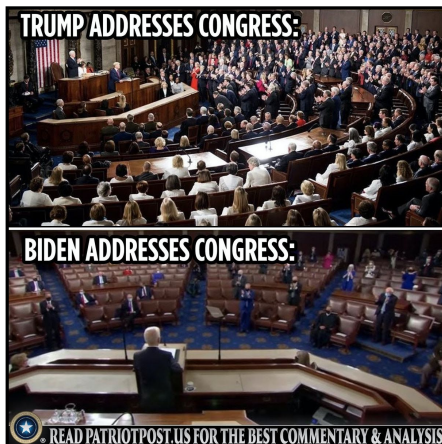 TRUMP ADDRESSES CONGRESS:
BIDEN ADDRESSES CONGRESS:
READ PATRIOTPOST.US FOR THE BEST COMMENTARY & ANALYSIS